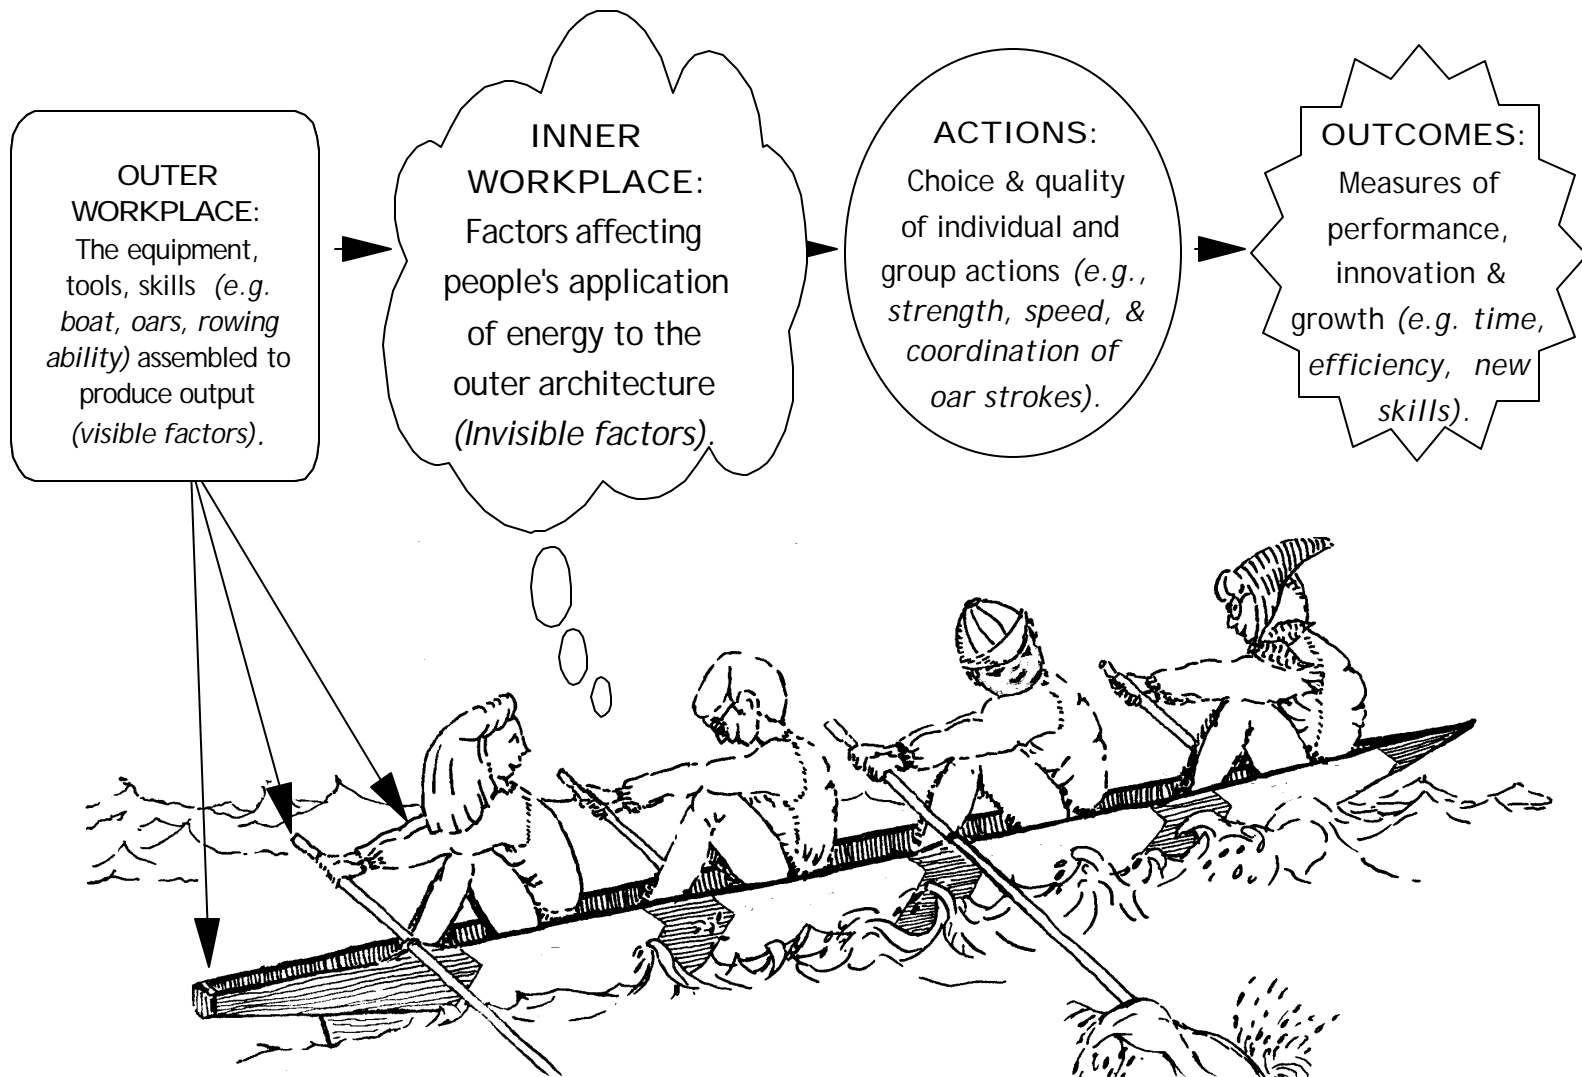 OUTER
WORKPLACE:
The equipment,
tools, skills (e.g.
boat, oars, rowing
ability) assembled to
produce output
(visible factors).
INNER
WORKPLACE:
Factors affecting
people's application
of energy to the
outer architecture
(Invisible factors).
ACTIONS:
Choice & quality
of individual and
group actions (e.g.,
strength, speed, &
coordination of
oar strokes).
OUTCOMES:
Measures of
performance,
innovation &
growth (e.g. time,
efficiency, new
skills).